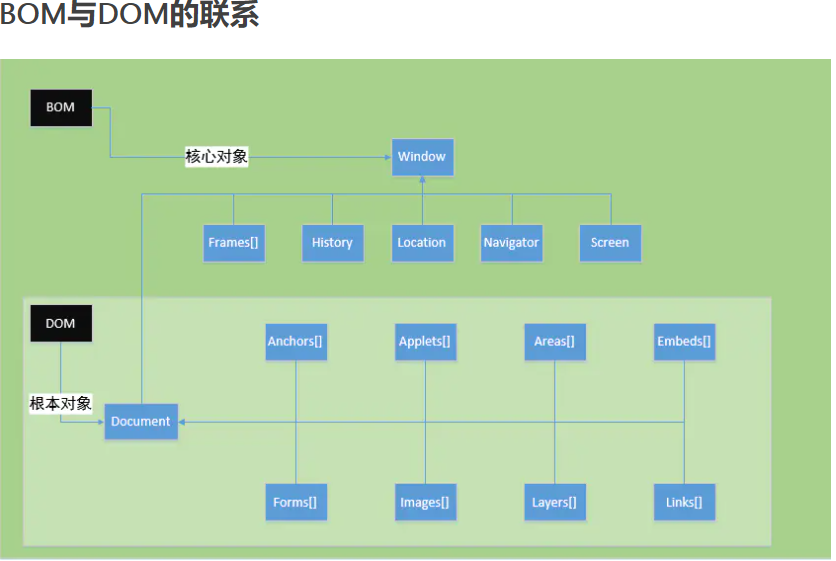 BOM与DOM的联系
BOM
核心对象
Window
Frames[]
History
Location
Navigator
Screen
DOM
Anchors[]
Applets[]
Areas[]
Embeds[]
根本对象
Document
Forms[]
Images[]
Layers[]
Links[]